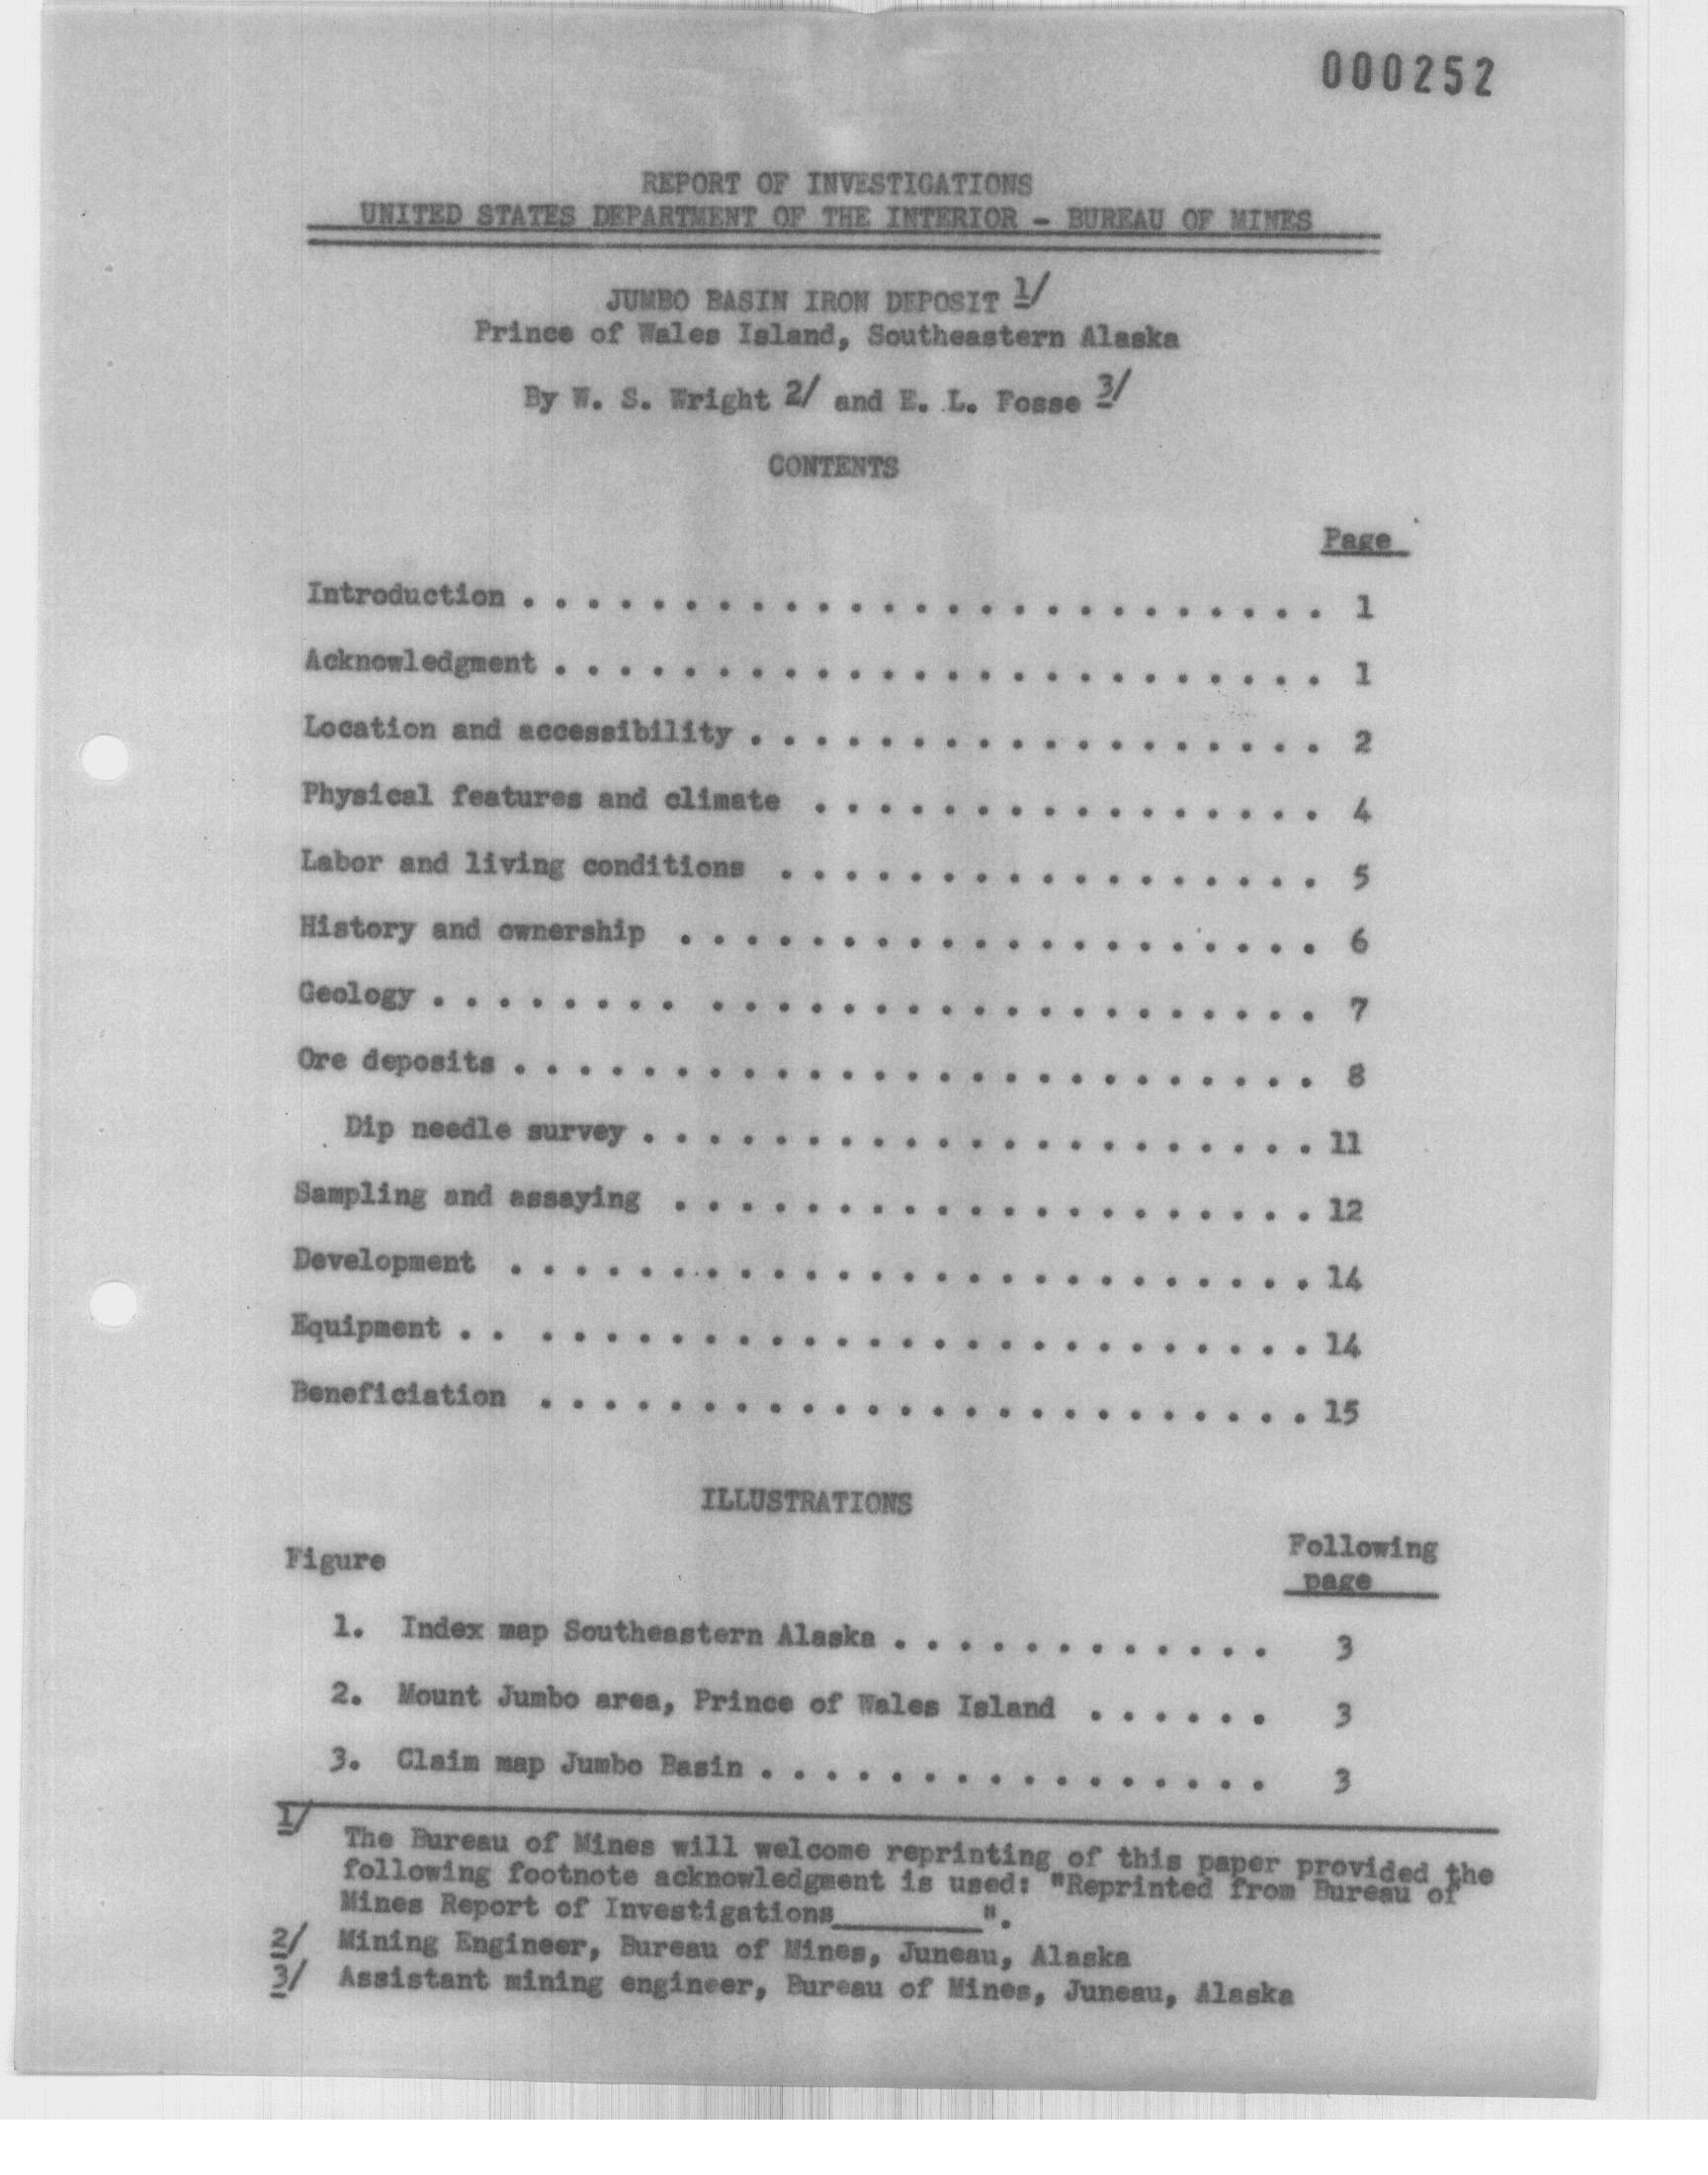 000252
REPORT OF INVESTIGATIONS
UNITED STATES DEPARTMENT OF THE INTERIOR - BUREAU OF MINES
JUMBO BASIN IRON DEPOSIT 1/
Prince of Wales Island, Southeastern Alaska
By W. S. Wright 2/ and E. L. Fosse 3/
CONTENTS
Page
Introduction . . . . . . . . . . . . . . . . . . . . . . . . . 1
Acknowledgment . . . . . . . . . . . . . . . . . . . . . . . . 1
Location and accessibility . . . . . . . . . . . . . . . . . . 2
Physical features and climate . . . . . . . . . . . . . . . . 4
Labor and living conditions . . . . . . . . . . . . . . . . . 5
History and ownership . . . . . . . . . . . . . . . . . . . . 6
Geology . . . . . . . . . . . . . . . . . . . . . . . . . . . 7
Ore deposits . . . . . . . . . . . . . . . . . . . . . . . . . 8
Dip needle survey . . . . . . . . . . . . . . . . . . . . . 11
Sampling and assaying . . . . . . . . . . . . . . . . . . . . 12
Development . . . . . . . . . . . . . . . . . . . . . . . . . 14
Equipment . . . . . . . . . . . . . . . . . . . . . . . . . . 14
Beneficiation . . . . . . . . . . . . . . . . . . . . . . . . 15
ILLUSTRATIONS
Figure Following
page
1. Index map Southeastern Alaska . . . . . . . . . . . . 3
2. Mount Jumbo area, Prince of Wales Island . . . . . . 3
3. Claim map Jumbo Basin . . . . . . . . . . . . . . . . 3
1/ The Bureau of Mines will welcome reprinting of this paper provided the
following footnote acknowledgment is used: "Reprinted from Bureau of
Mines Report of Investigations_________".
2/ Mining Engineer, Bureau of Mines, Juneau, Alaska
3/ Assistant mining engineer, Bureau of Mines, Juneau, Alaska